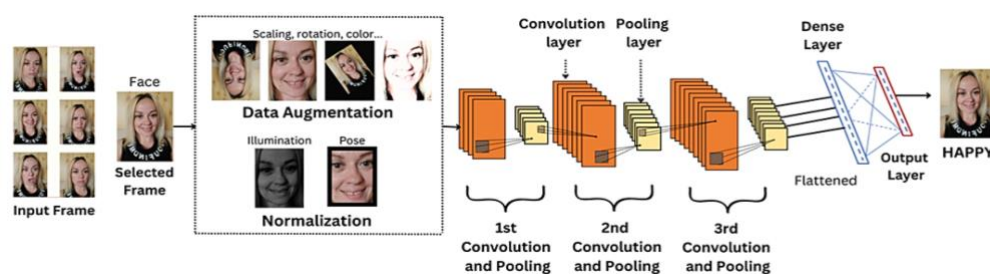 Input Frame
Face
Selected
Frame
Scaling, rotation, color...
Data Augmentation
Illumination
Pose
Normalization
Convolution
layer
Pooling
layer
1st
Convolution
and Pooling
2nd
Convolution
and Pooling
3rd
Convolution
and Pooling
Dense
Layer
Flattened
Output
Layer
HAPPY